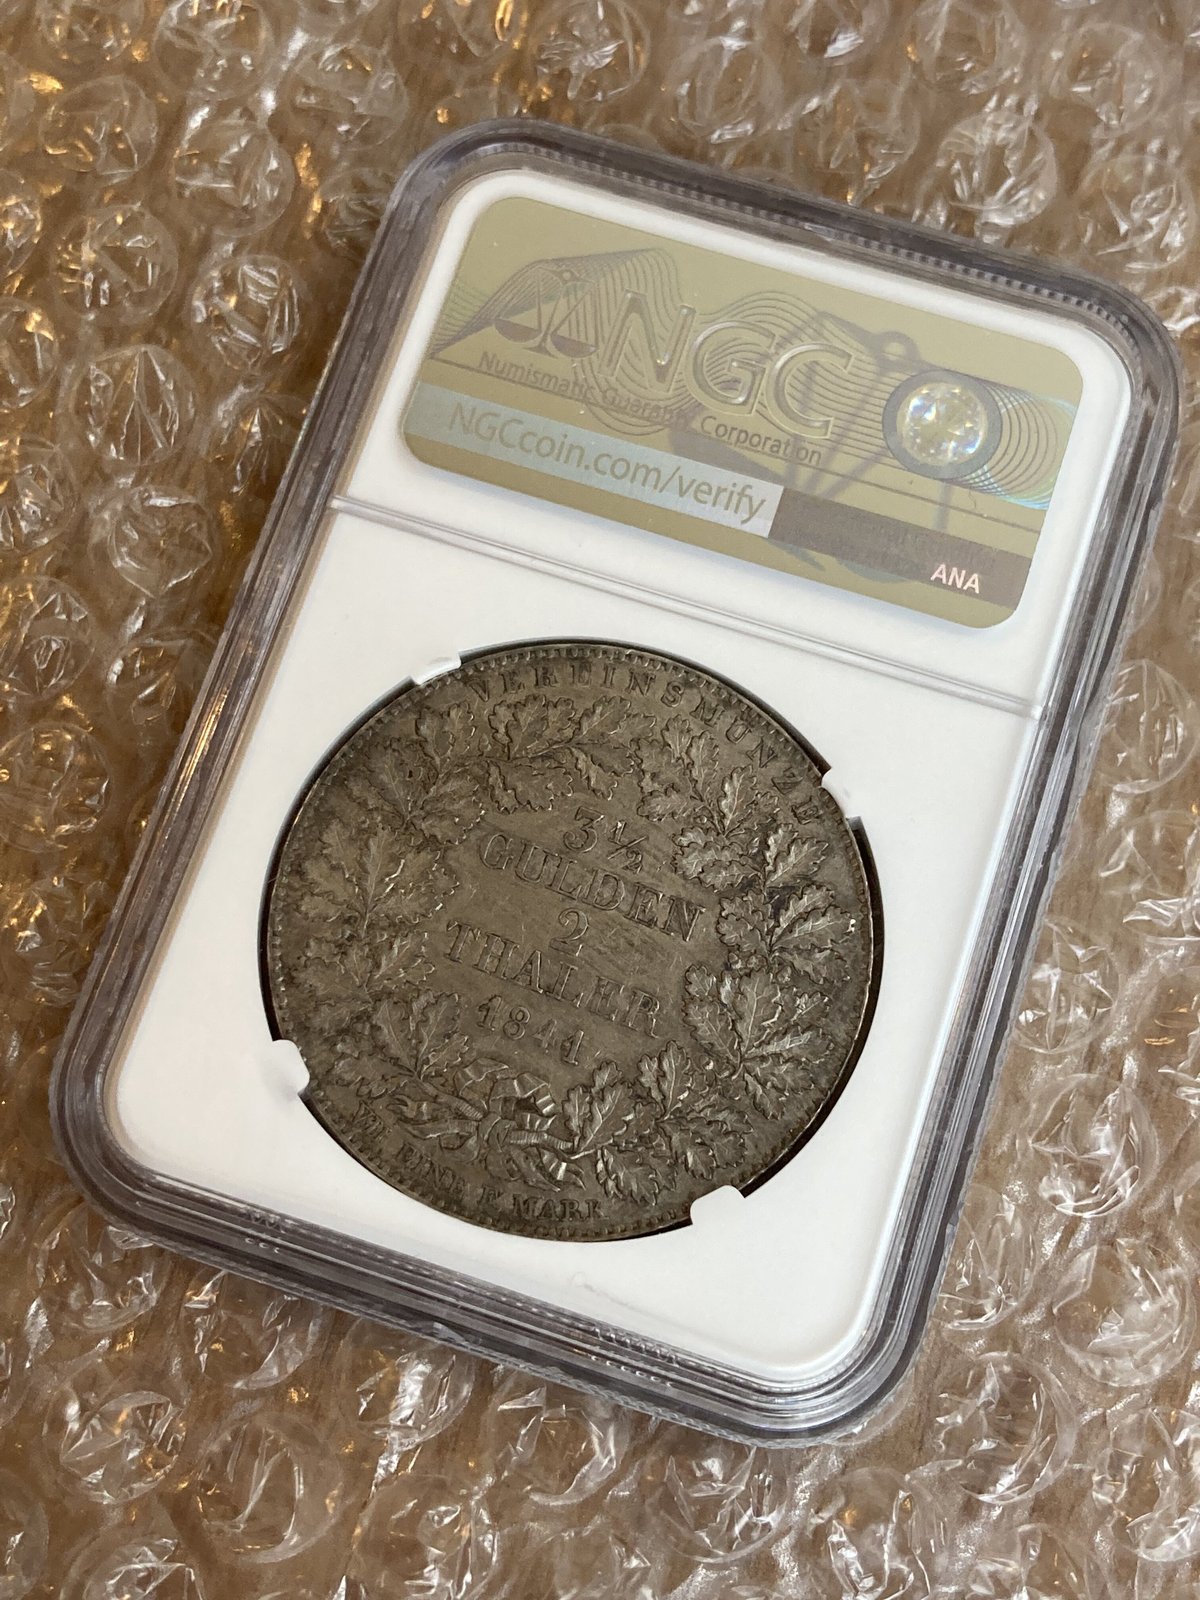 NGC
Numismatic Guaranty Corporation
NGCcoin.com/verify
ANA
VEREINSMÜNZE
3½
GULDEN
2
THALER
1841
VII EINE F. MARK